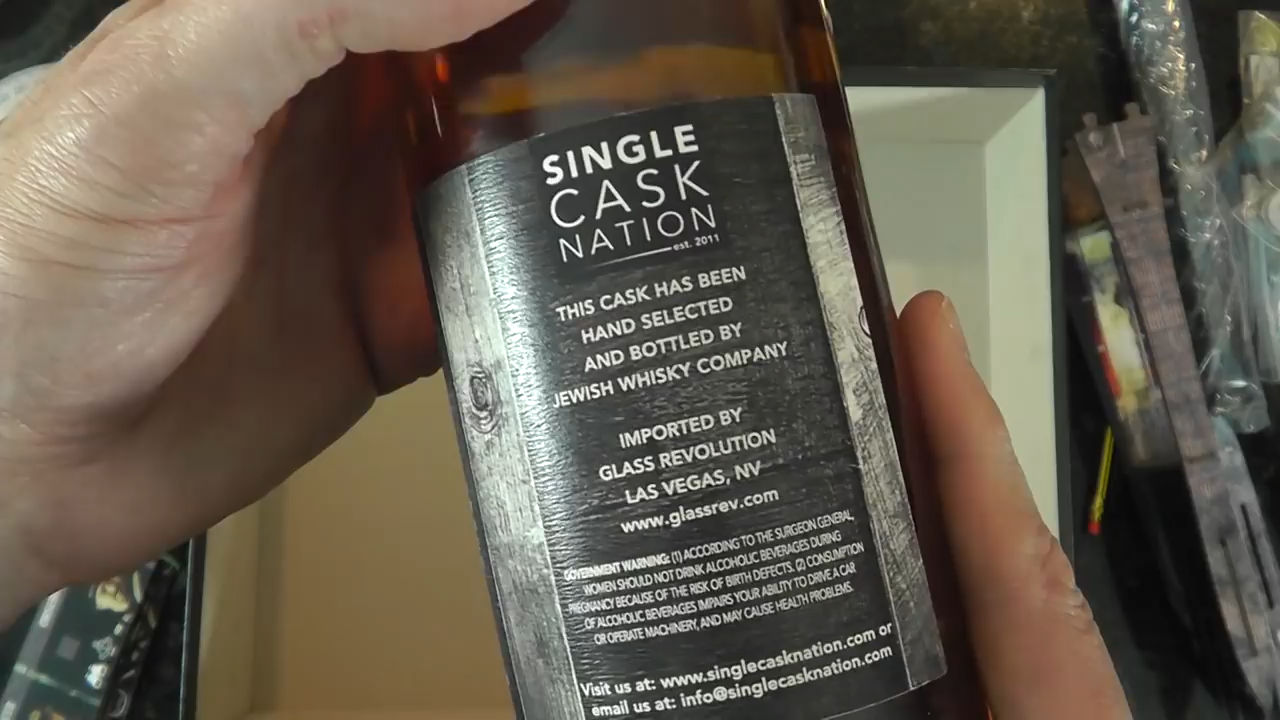 SINGLE
CASK
NATION
est. 2011
THIS CASK HAS BEEN
HAND SELECTED
AND BOTTLED BY
JEWISH WHISKY COMPANY
IMPORTED BY
GLASS REVOLUTION
LAS VEGAS, NV
www.glassrev.com
GOVERNMENT WARNING: (1) ACCORDING TO THE SURGEON GENERAL,
WOMEN SHOULD NOT DRINK ALCOHOLIC BEVERAGES DURING
PREGNANCY BECAUSE OF THE RISK OF BIRTH DEFECTS. (2) CONSUMPTION
OF ALCOHOLIC BEVERAGES IMPAIRS YOUR ABILITY TO DRIVE A CAR
OR OPERATE MACHINERY, AND MAY CAUSE HEALTH PROBLEMS.
Visit us at: www.singlecasknation.com or
email us at: info@singlecasknation.com